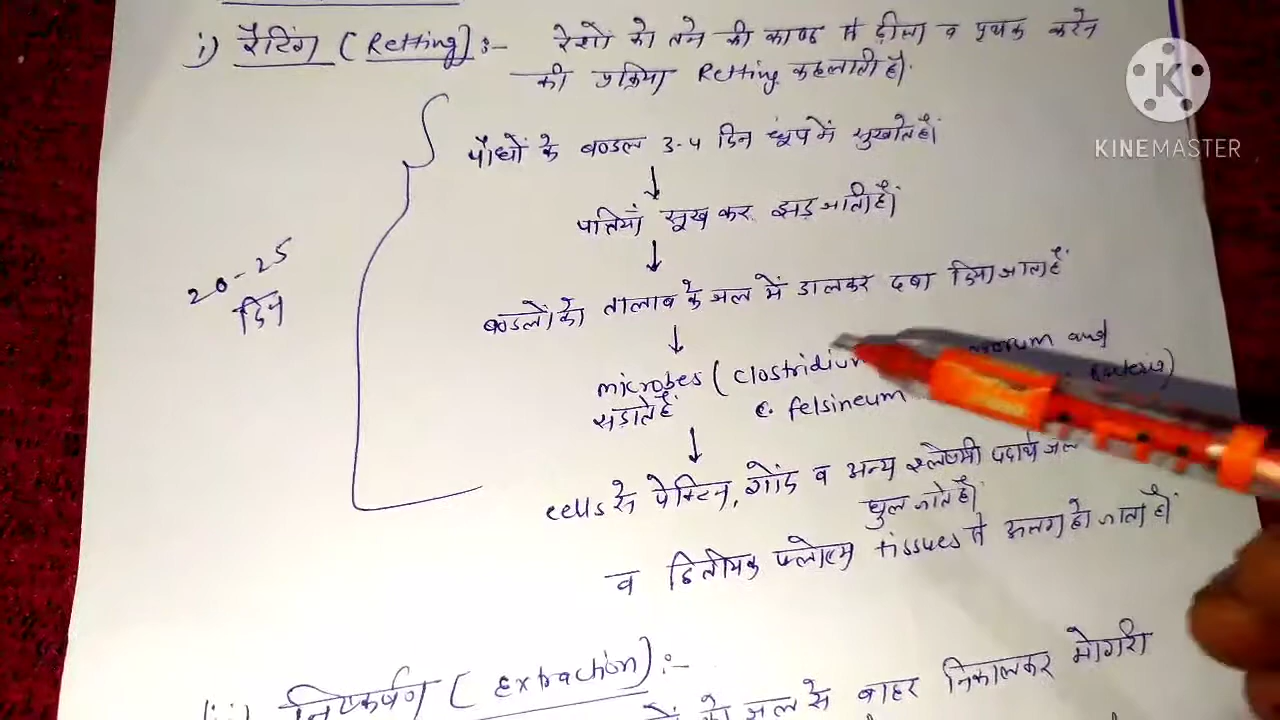 i) रैटिंग (Retting) :- रेशों को तने की काष्ठ से ढीला व पृथक करने
की प्रक्रिया Retting कहलाती है।
पौधों के बण्डल 3-4 दिन धूप में सुखाते हैं।
↓
पत्तियाँ सूख कर झड़ जाती हैं।
↓
बण्डलों को तालाब के जल में डालकर दबा दिया जाता है
↓
20-25
दिन
microbes (Clostridium and
सड़ाते हैं C. felsineum Bacteria)
↓
cells के पेक्टिन, गोंद व अन्य श्लेष्मी पदार्थ जल
घुल जाते हैं।
व द्वितीयक फ्लोएम tissues से अलग हो जाता है।
निष्कर्षण (Extraction) :-
को जल से बाहर निकालकर मोगरी
K
KINEMASTER